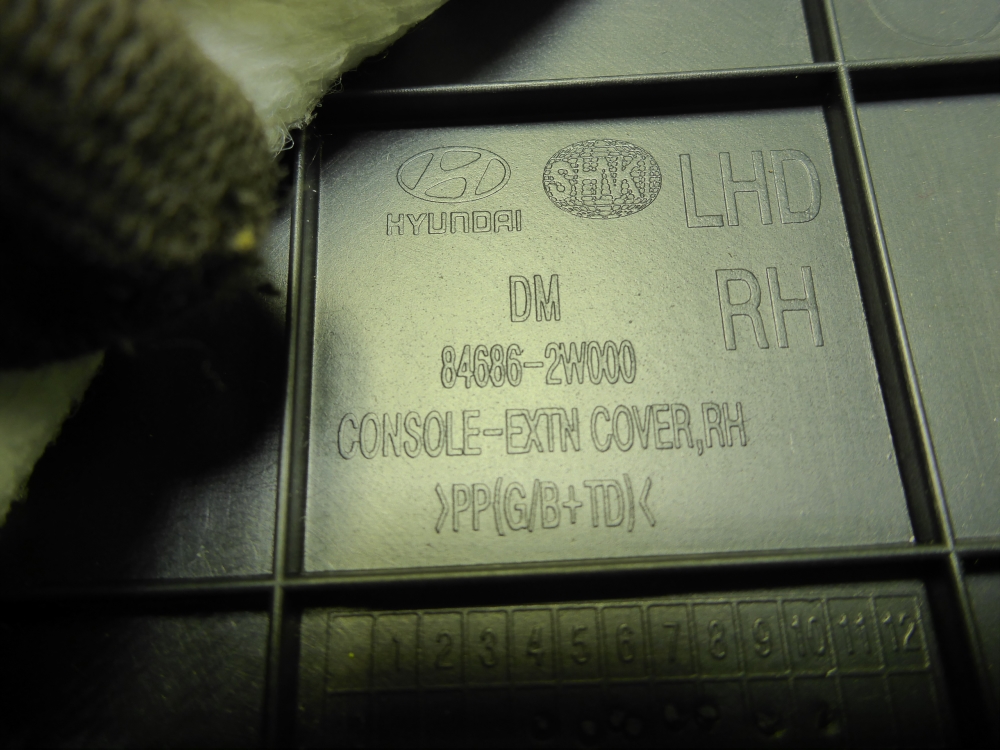 HYUNDAI SHK LHD
RH
DM
84686-2W000
CONSOLE-EXTN COVER,RH
>PP(G/B+TD)<
1 2 3 4 5 6 7 8 9 10 11 12